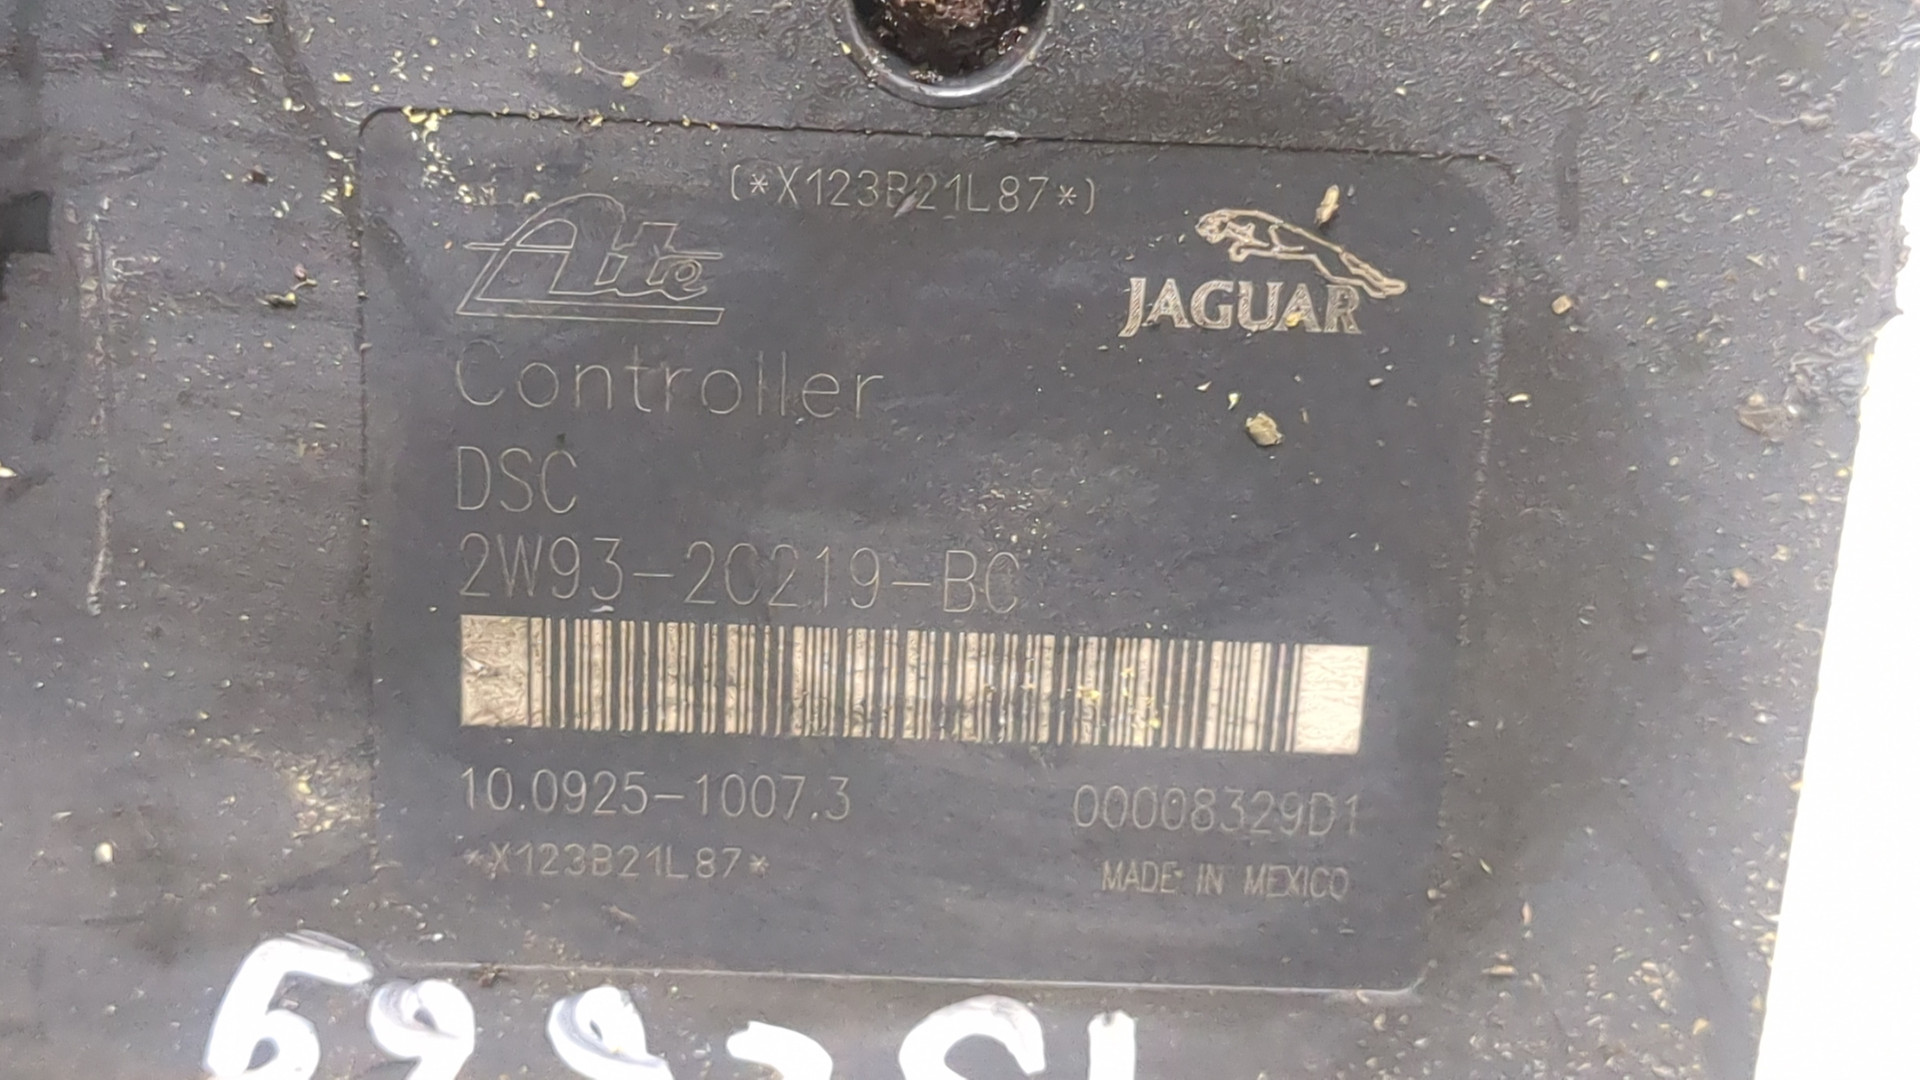 (*X123B21L87*)
Ate
JAGUAR
Controller
DSC
2W93-2C219-BC
10.0925-1007.3
00008329D1
*X123B21L87*
MADE IN MEXICO